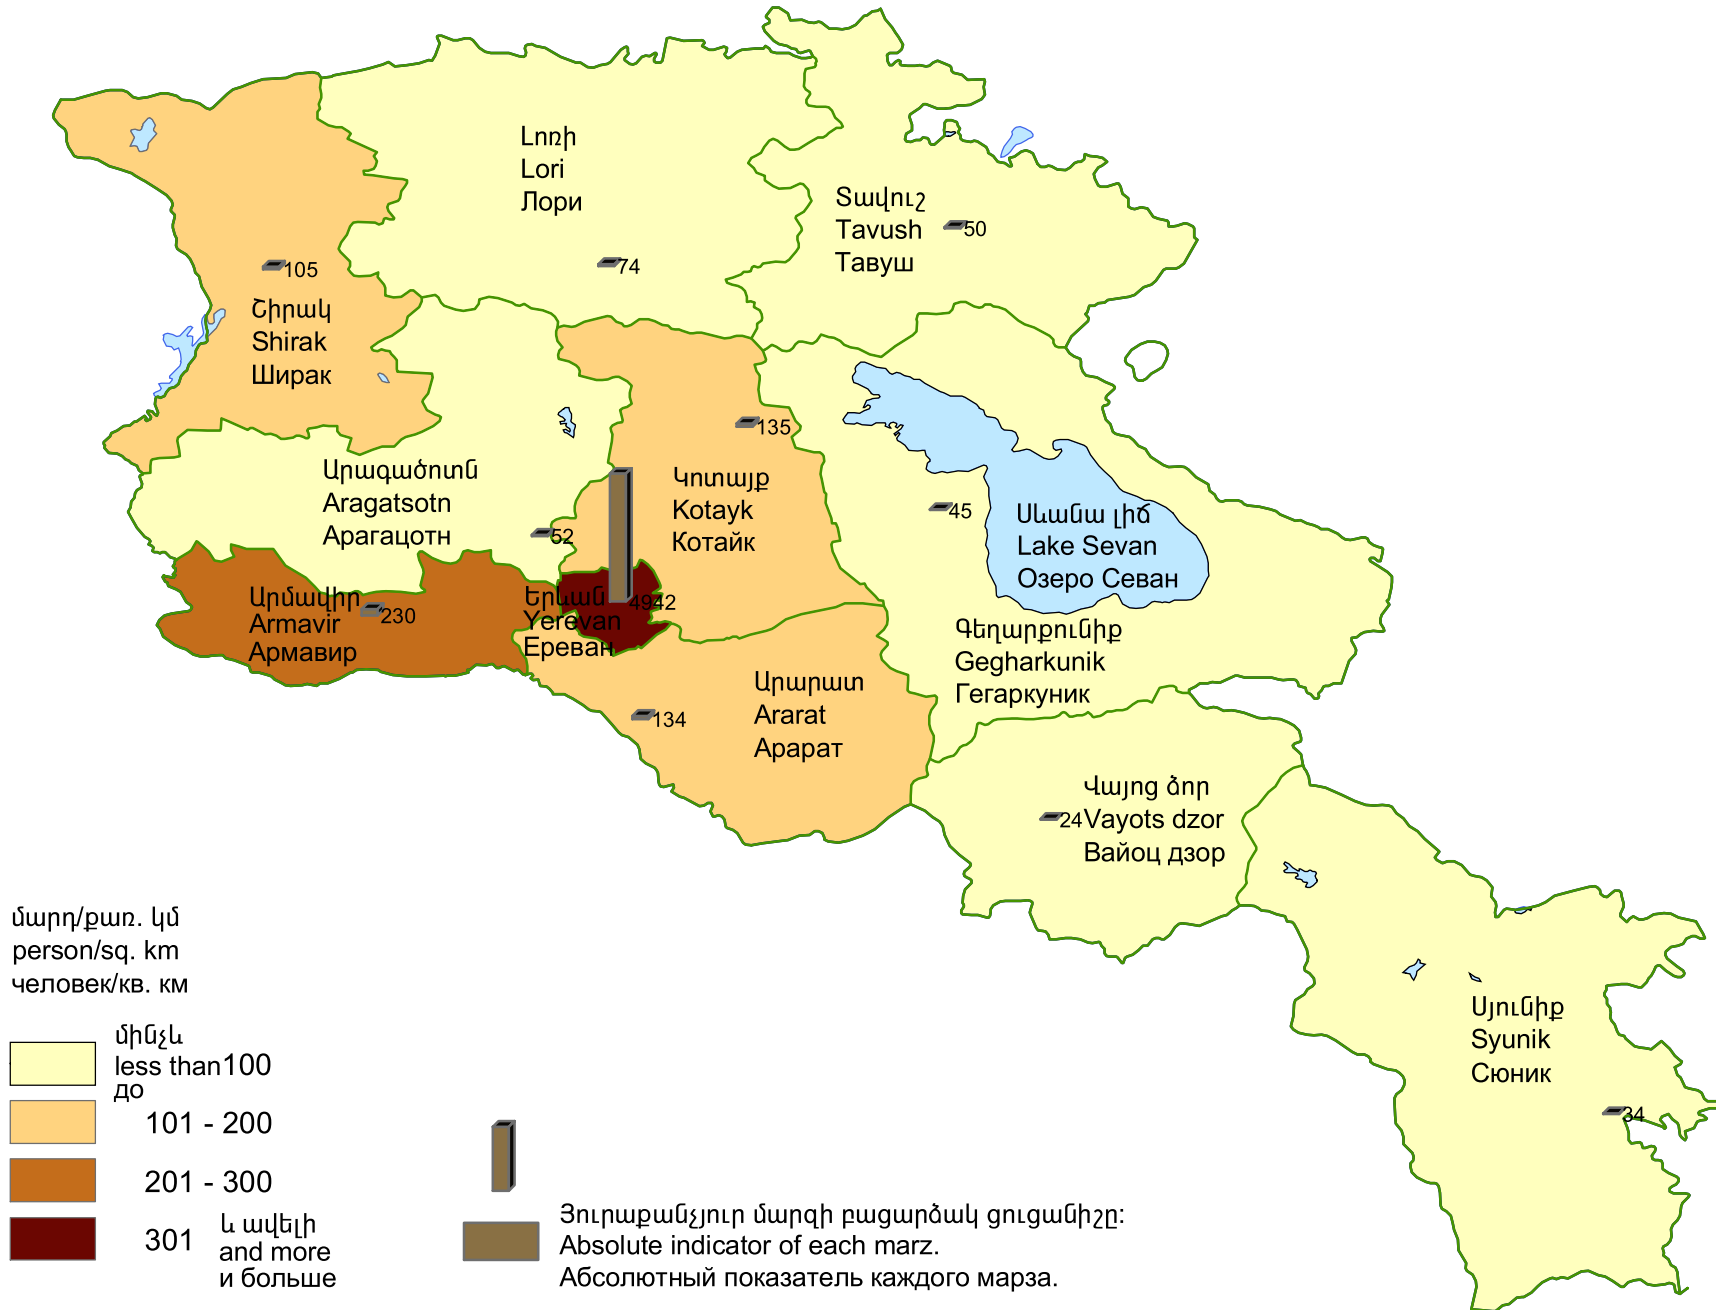 Լոռի
Lori
Лори
Տավուշ
Tavush
Тавуш
50
105
74
Շիրակ
Shirak
Ширак
135
Արագածոտն
Aragatsotn
Арагацотн
52
Կոտայք
Kotayk
Котайк
45
Սևանա լիճ
Lake Sevan
Озеро Севан
Արմավիր
Armavir
Армавир
230
Երևան
Yerevan
Ереван
4942
Գեղարքունիք
Gegharkunik
Гегаркуник
Արարատ
Ararat
Арарат
134
Վայոց ձոր
24 Vayots dzor
Вайоц дзор
Սյունիք
Syunik
Сюник
34
մարդ/քառ. կմ
person/sq. km
человек/кв. км
մինչև
less than 100
до
101 - 200
201 - 300
301 և ավելի
and more
и больше
Յուրաքանչյուր մարզի բացարձակ ցուցանիշը:
Absolute indicator of each marz.
Абсолютный показатель каждого марза.